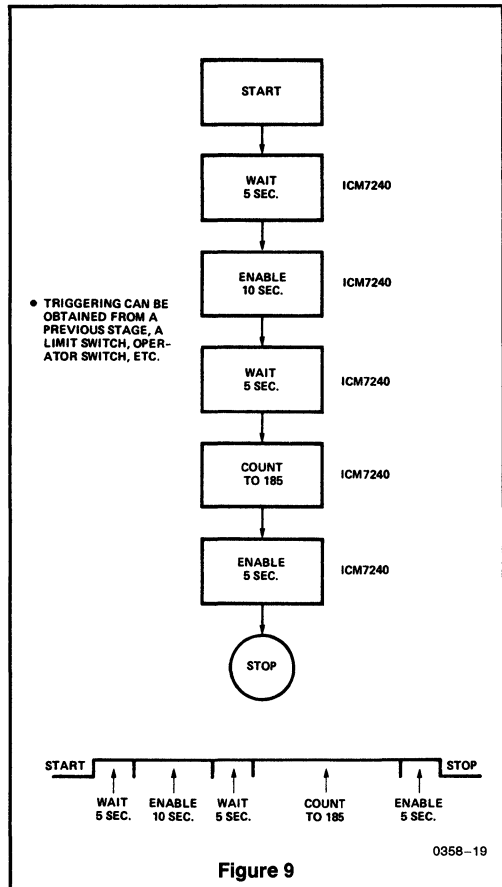 START
WAIT
5 SEC.
ICM7240
ENABLE
10 SEC.
ICM7240
• TRIGGERING CAN BE
OBTAINED FROM A
PREVIOUS STAGE, A
LIMIT SWITCH, OPER-
ATOR SWITCH, ETC.
WAIT
5 SEC.
ICM7240
COUNT
TO 185
ICM7240
ENABLE
5 SEC.
ICM7240
STOP
START
STOP
WAIT
5 SEC.
ENABLE
10 SEC.
WAIT
5 SEC.
COUNT
TO 185
ENABLE
5 SEC.
0358–19
Figure 9